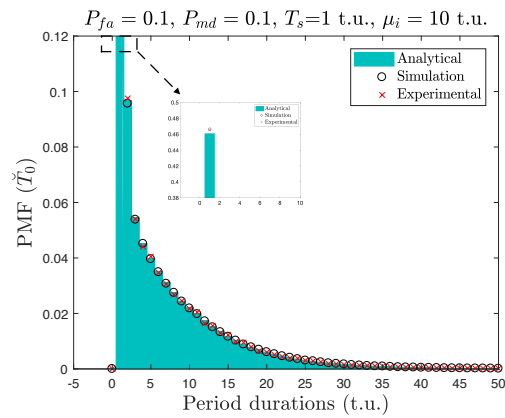 P_fa = 0.1, P_md = 0.1, T_s=1 t.u., μ_i = 10 t.u.
0.12
0.1
0.08
0.06
0.04
0.02
0
PMF (T̆_0)
Analytical
Simulation
Experimental
0.5
0.48
0.46
0.44
0.42
0.4
0.38
Analytical
Simulation
Experimental
0 2 4 6 8 10
-5 0 5 10 15 20 25 30 35 40 45 50
Period durations (t.u.)